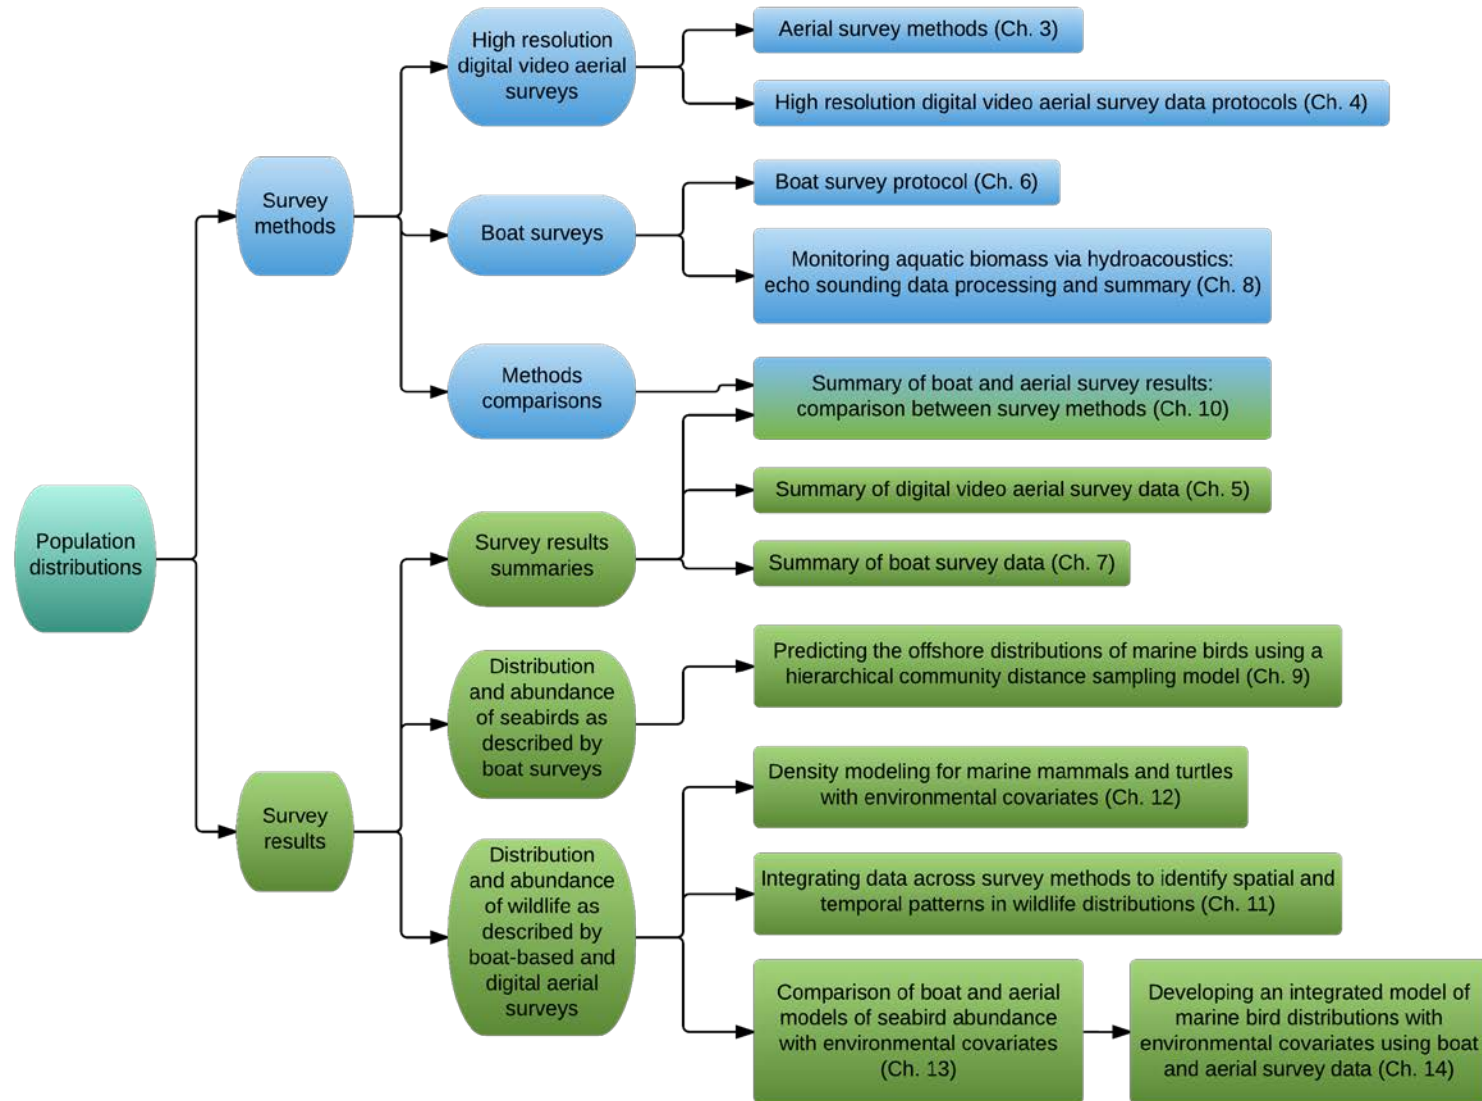 Population
distributions
Survey
methods
High resolution
digital video aerial
surveys
Aerial survey methods (Ch. 3)
High resolution digital video aerial survey data protocols (Ch. 4)
Boat surveys
Boat survey protocol (Ch. 6)
Monitoring aquatic biomass via hydroacoustics:
echo sounding data processing and summary (Ch. 8)
Methods
comparisons
Summary of boat and aerial survey results:
comparison between survey methods (Ch. 10)
Survey
results
Survey results
summaries
Summary of digital video aerial survey data (Ch. 5)
Summary of boat survey data (Ch. 7)
Distribution
and abundance
of seabirds as
described by
boat surveys
Predicting the offshore distributions of marine birds using a
hierarchical community distance sampling model (Ch. 9)
Distribution
and abundance
of wildlife as
described by
boat-based and
digital aerial
surveys
Density modeling for marine mammals and turtles
with environmental covariates (Ch. 12)
Integrating data across survey methods to identify spatial and
temporal patterns in wildlife distributions (Ch. 11)
Comparison of boat and aerial
models of seabird abundance
with environmental covariates
(Ch. 13)
Developing an integrated model of
marine bird distributions with
environmental covariates using boat
and aerial survey data (Ch. 14)